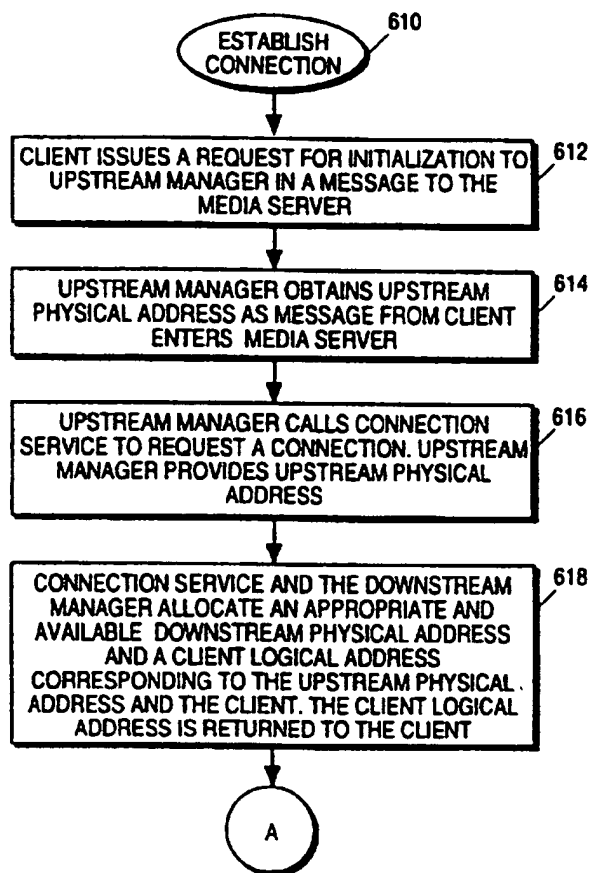 ESTABLISH
CONNECTION
610
CLIENT ISSUES A REQUEST FOR INITIALIZATION TO
UPSTREAM MANAGER IN A MESSAGE TO THE
MEDIA SERVER
612
UPSTREAM MANAGER OBTAINS UPSTREAM
PHYSICAL ADDRESS AS MESSAGE FROM CLIENT
ENTERS MEDIA SERVER
614
UPSTREAM MANAGER CALLS CONNECTION
SERVICE TO REQUEST A CONNECTION. UPSTREAM
MANAGER PROVIDES UPSTREAM PHYSICAL
ADDRESS
616
CONNECTION SERVICE AND THE DOWNSTREAM
MANAGER ALLOCATE AN APPROPRIATE AND
AVAILABLE DOWNSTREAM PHYSICAL ADDRESS
AND A CLIENT LOGICAL ADDRESS
CORRESPONDING TO THE UPSTREAM PHYSICAL
ADDRESS AND THE CLIENT. THE CLIENT LOGICAL
ADDRESS IS RETURNED TO THE CLIENT
618
A